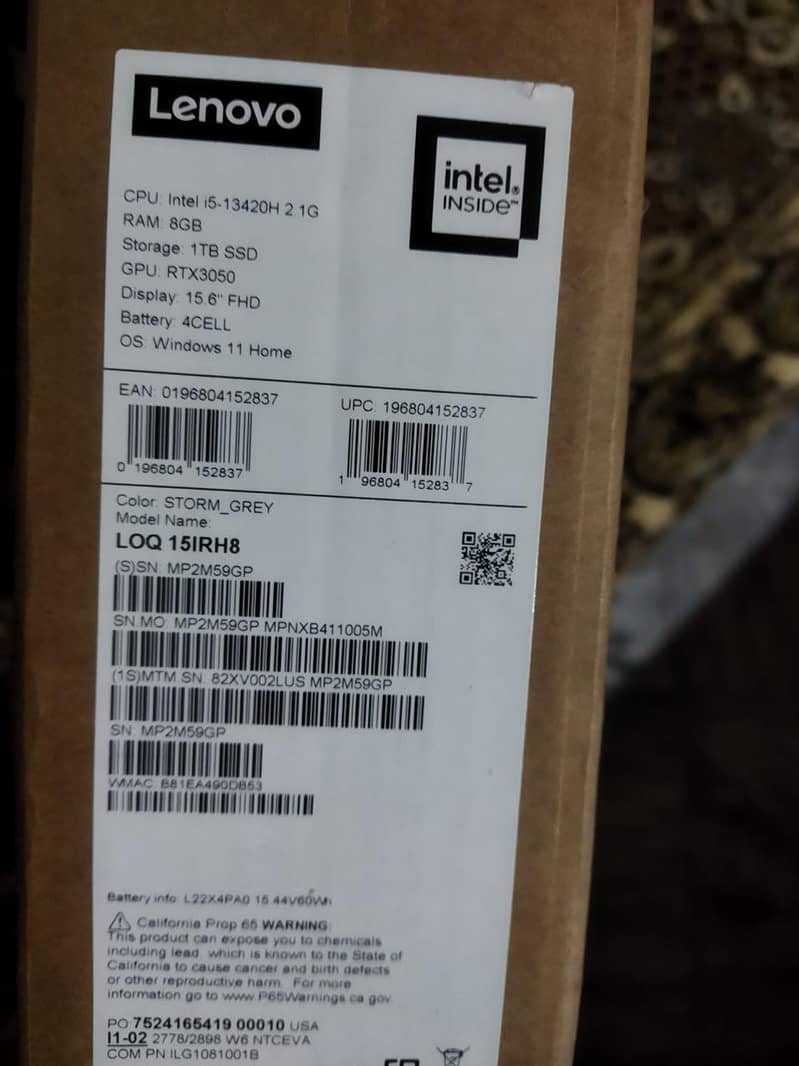 Lenovo
intel.
INSIDE™
CPU: Intel i5-13420H 2.1G
RAM: 8GB
Storage: 1TB SSD
GPU: RTX3050
Display: 15.6" FHD
Battery: 4CELL
OS: Windows 11 Home
EAN: 0196804152837
0 196804 152837
UPC: 196804152837
1 96804 15283 7
Color: STORM_GREY
Model Name:
LOQ 15IRH8
(S)SN: MP2M59GP
SN.MO: MP2M59GP MPNXB411005M
(1S)MTM.SN: 82XV002LUS MP2M59GP
SN: MP2M59GP
WMAC: B81EA490DB53
Battery info: L22X4PA0 15.44V60Wh
California Prop 65 WARNING:
This product can expose you to chemicals
including lead, which is known to the State of
California to cause cancer and birth defects
or other reproductive harm. For more
information go to www.P65Warnings.ca.gov
PO 7524165419 00010 USA
I1-02 2778/2898 W6 NTCEVA
COM PN:ILG1081001B